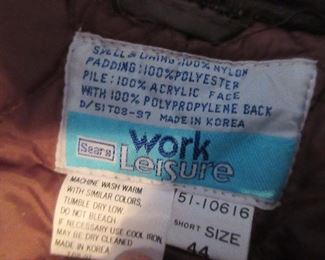 SHELL & LINING: 100% NYLON
PADDING: 100% POLYESTER
PILE: 100% ACRYLIC FACE
WITH 100% POLYPROPYLENE BACK
D/51T08-97 MADE IN KOREA
Sears work Leisure
MACHINE WASH WARM
WITH SIMILAR COLORS,
TUMBLE DRY LOW.
DO NOT BLEACH
IF NECESSARY USE COOL IRON,
MAY BE DRY CLEANED
MADE IN KOREA
51-10616
SHORT SIZE
44